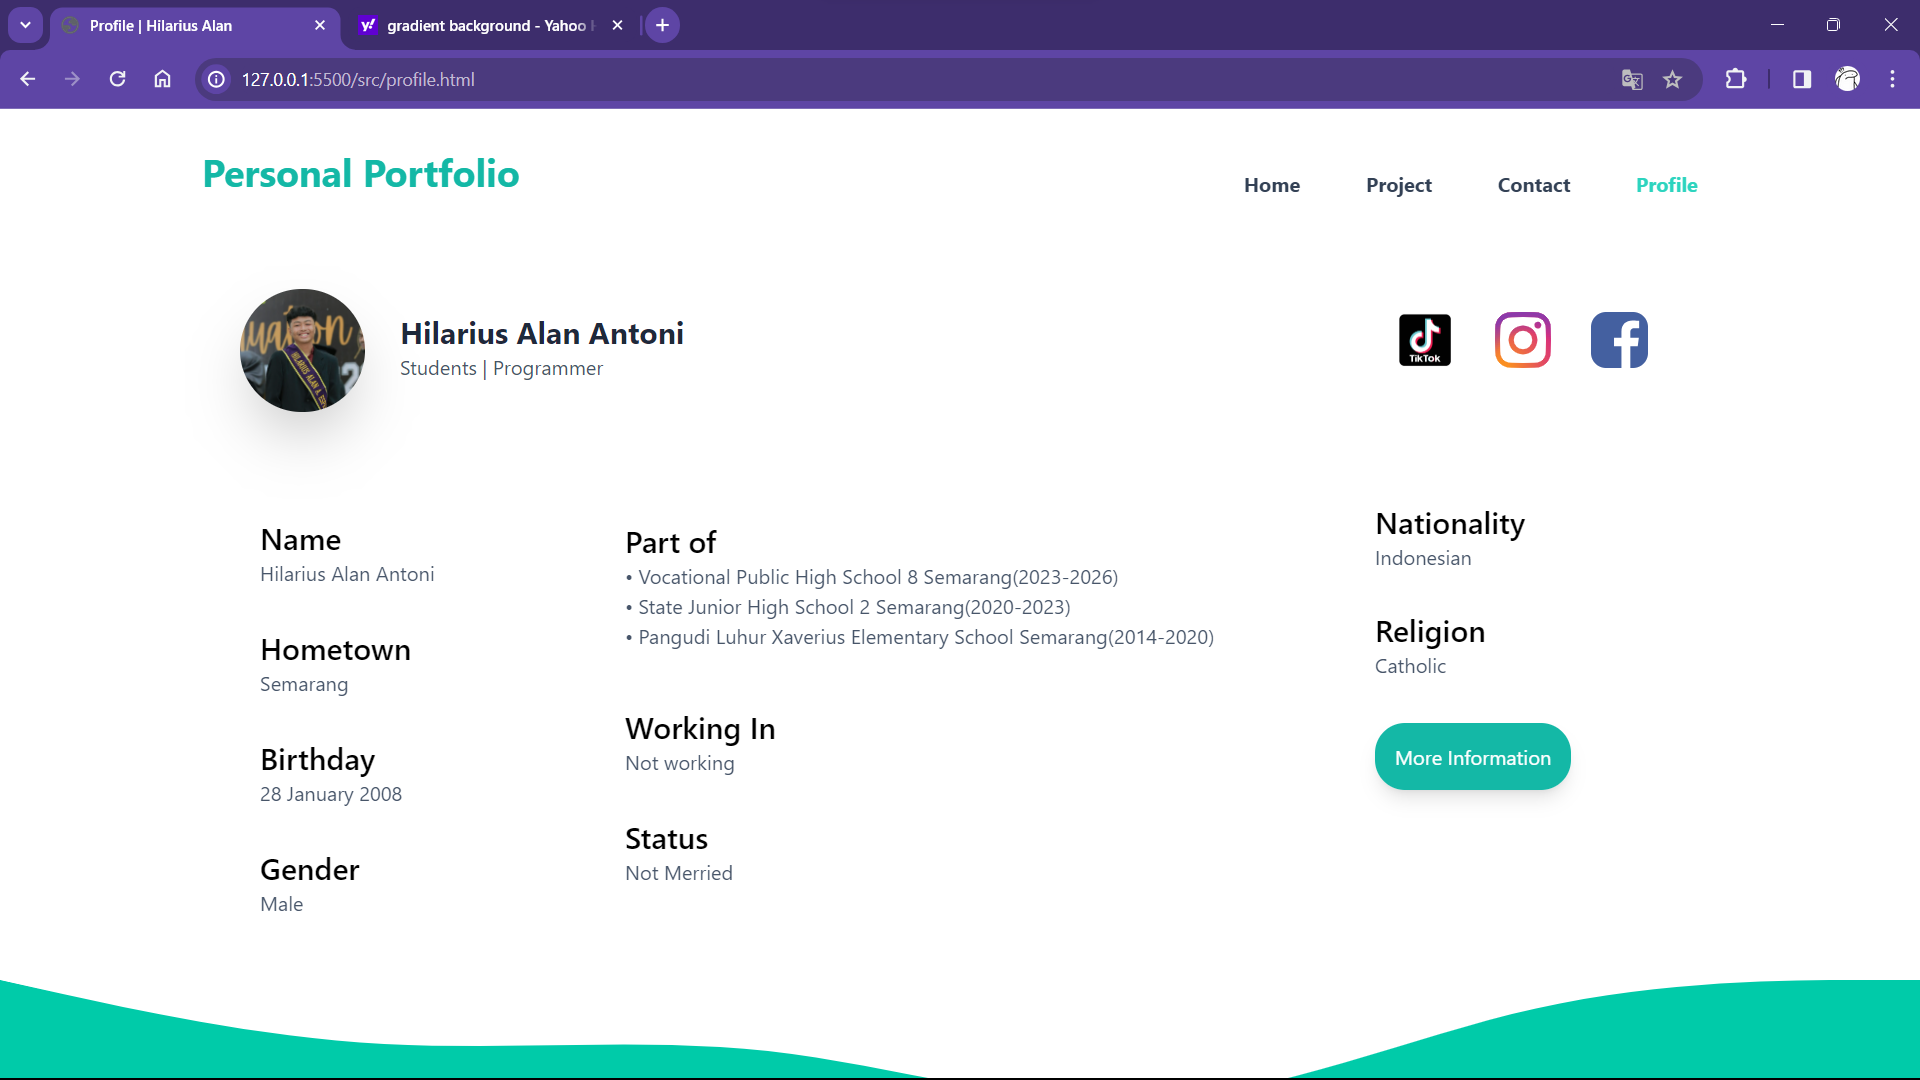 Profile | Hilarius Alan
gradient background - Yahoo
127.0.0.1:5500/src/profile.html
Personal Portfolio
Home Project Contact Profile
Hilarius Alan Antoni
Students | Programmer
TikTok
Name
Hilarius Alan Antoni
Hometown
Semarang
Birthday
28 January 2008
Gender
Male
Part of
• Vocational Public High School 8 Semarang(2023-2026)
• State Junior High School 2 Semarang(2020-2023)
• Pangudi Luhur Xaverius Elementary School Semarang(2014-2020)
Working In
Not working
Status
Not Merried
Nationality
Indonesian
Religion
Catholic
More Information